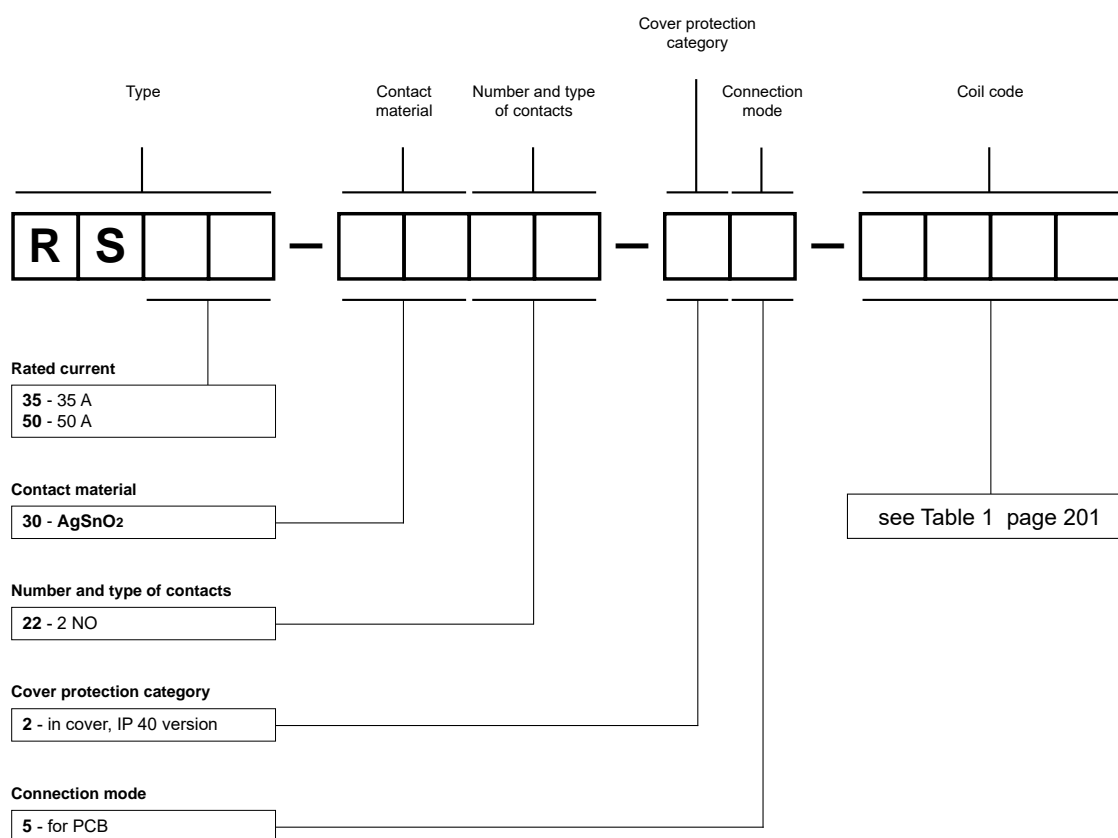 Cover protection
category
Type
Contact
material
Number and type
of contacts
Connection
mode
Coil code
R S – – –
Rated current
35 - 35 A
50 - 50 A
Contact material
30 - AgSnO2
see Table 1 page 201
Number and type of contacts
22 - 2 NO
Cover protection category
2 - in cover, IP 40 version
Connection mode
5 - for PCB